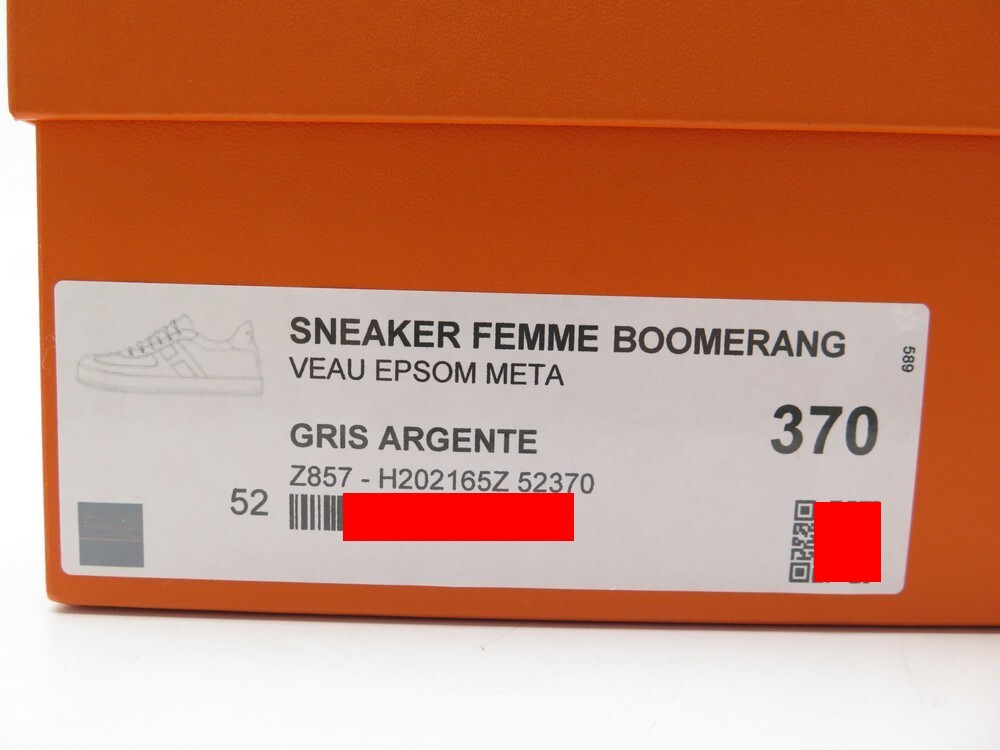 SNEAKER FEMME BOOMERANG
VEAU EPSOM META
589
GRIS ARGENTE
370
Z857 - H202165Z 52370
52